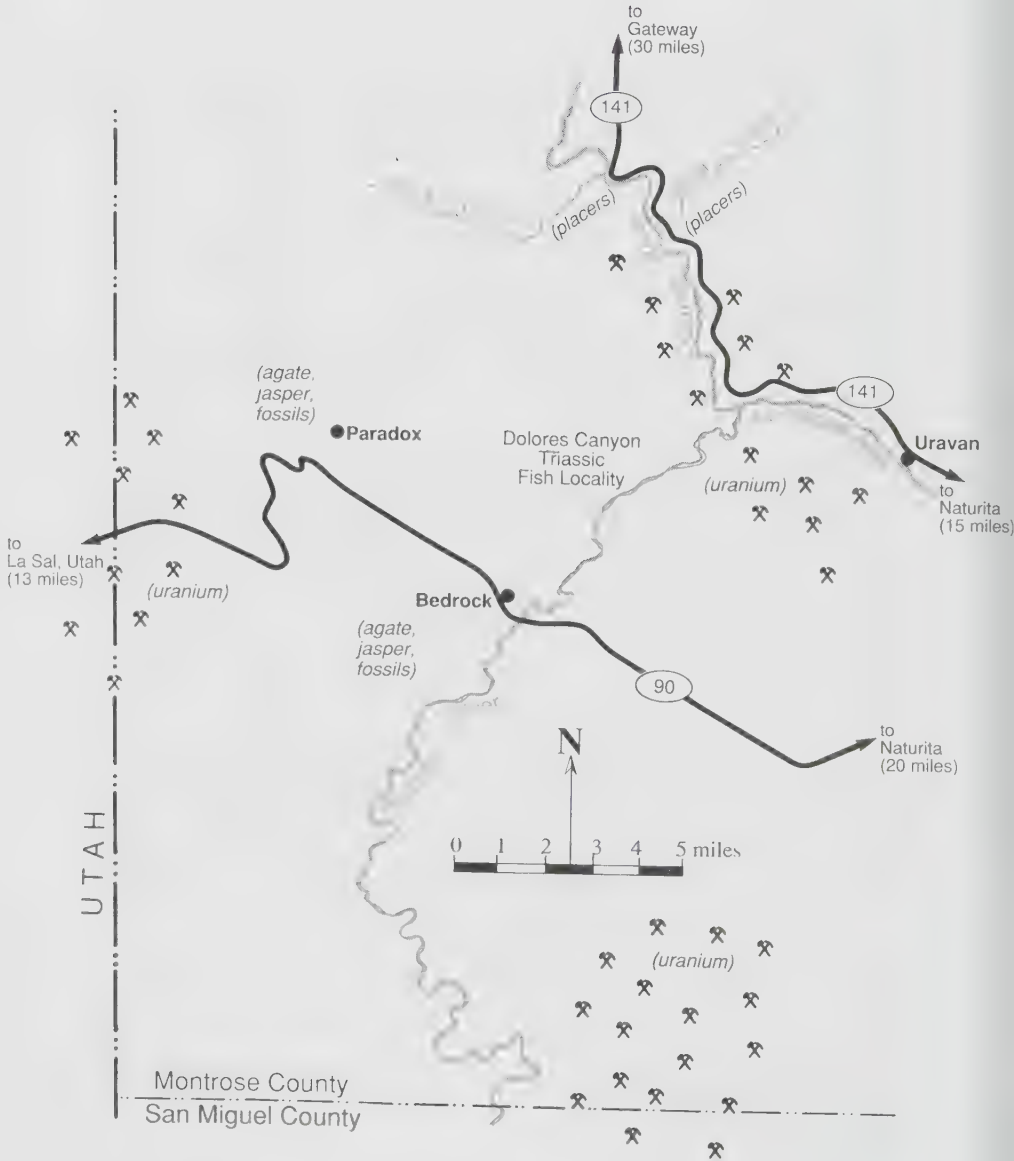 to
Gateway
(30 miles)
141
(placers)
(placers)
(agate,
jasper,
fossils)
Paradox
141
Dolores Canyon
Triassic
Fish Locality
Uravan
(uranium)
to
Naturita
(15 miles)
to
La Sal, Utah
(13 miles)
(uranium)
Bedrock
(agate,
jasper,
fossils)
90
to
Naturita
(20 miles)
N
0 1 2 3 4 5 miles
UTAH
(uranium)
Montrose County
San Miguel County